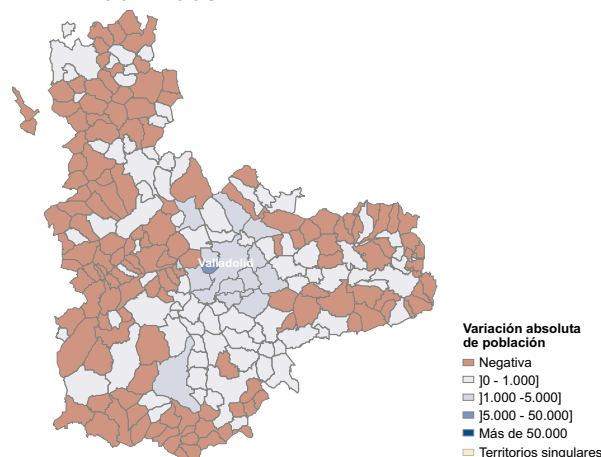 Valladolid
Variación absoluta
de población
Negativa
]0 - 1.000]
]1.000 -5.000]
]5.000 - 50.000]
Más de 50.000
Territorios singulares